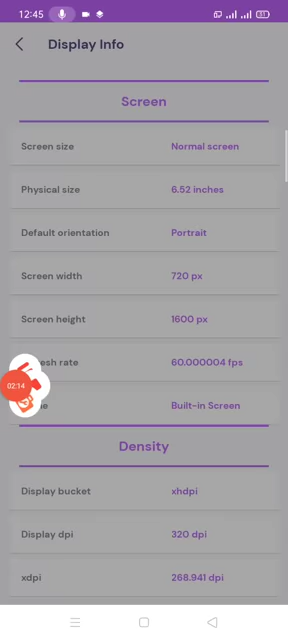 12:45
51
Display Info
Screen
Screen size Normal screen
Physical size 6.52 inches
Default orientation Portrait
Screen width 720 px
Screen height 1600 px
esh rate 60.000004 fps
02:14
e Built-in Screen
Density
Display bucket xhdpi
Display dpi 320 dpi
xdpi 268.941 dpi